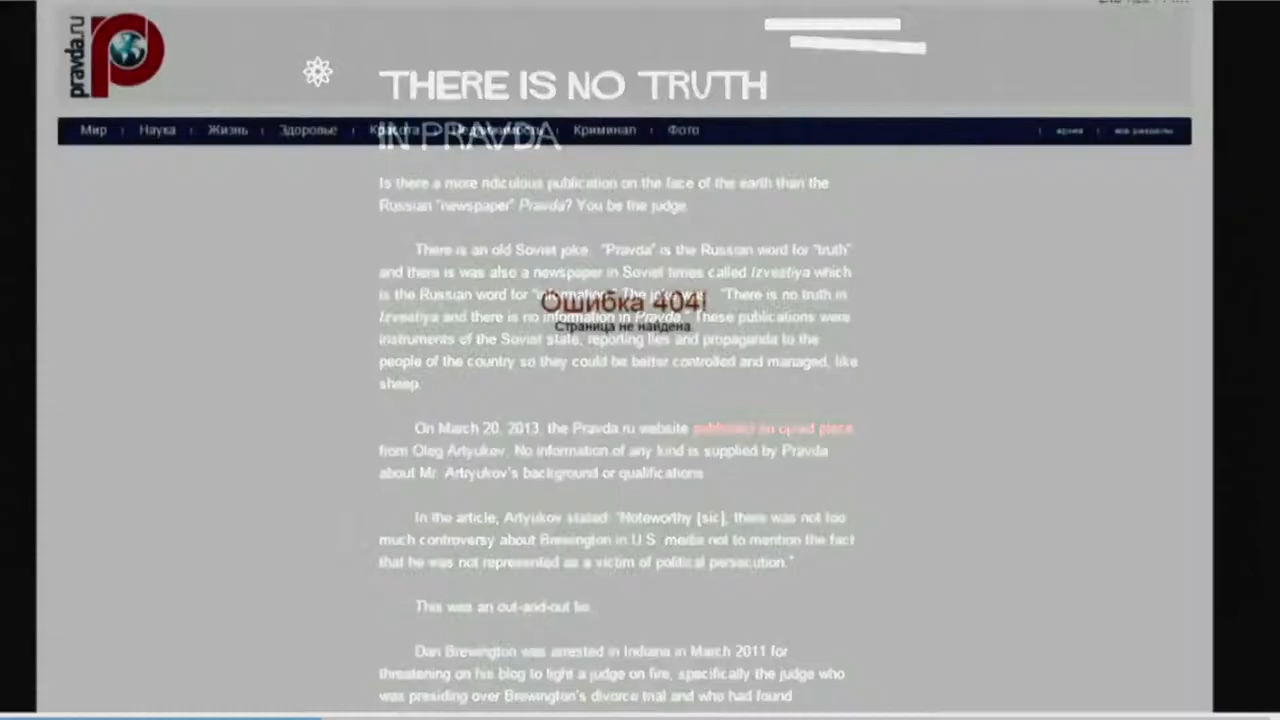 pravda.ru
THERE IS NO TRUTH
Мир Наука Жизнь Здоровье Красота Недвижимость Криминал Фото архив все разделы
IN PRAVDA
Is there a more ridiculous publication on the face of the earth than the
Russian "newspaper" Pravda? You be the judge.
There is an old Soviet joke. "Pravda" is the Russian word for "truth"
and there is was also a newspaper in Soviet times called Izvestiya which
is the Russian word for "information." The joke was: "There is no truth in
Ошибка 404!
Izvestiya and there is no information in Pravda." These publications were
Страница не найдена
instruments of the Soviet state, reporting lies and propaganda to the
people of the country so they could be better controlled and managed, like
sheep.
On March 20, 2013, the Pravda.ru website published an op-ed piece
from Oleg Artyukov. No information of any kind is supplied by Pravda
about Mr. Artryukov's background or qualifications.
In the article, Artyukov stated: "Noteworthy [sic], there was not too
much controversy about Brewington in U.S. media not to mention the fact
that he was not represented as a victim of political persecution."
This was an out-and-out lie.
Dan Brewington was arrested in Indiana in March 2011 for
threatening on his blog to light a judge on fire, specifically the judge who
was presiding over Brewington's divorce trial and who had found